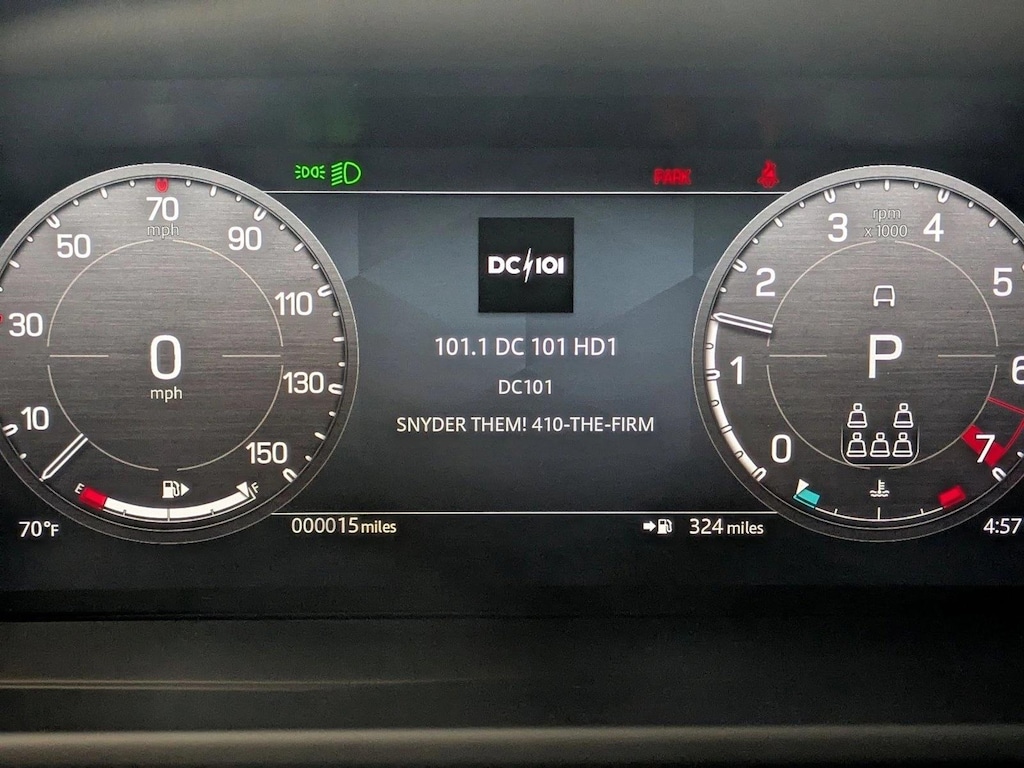 PARK
70
mph
50
90
30
110
10
130
150
0
mph
E
F
70°F
000015 miles
DC101
101.1 DC 101 HD1
DC101
SNYDER THEM! 410-THE-FIRM
324 miles
3
rpm
x 1000
4
2
5
1
6
0
7
P
4:57